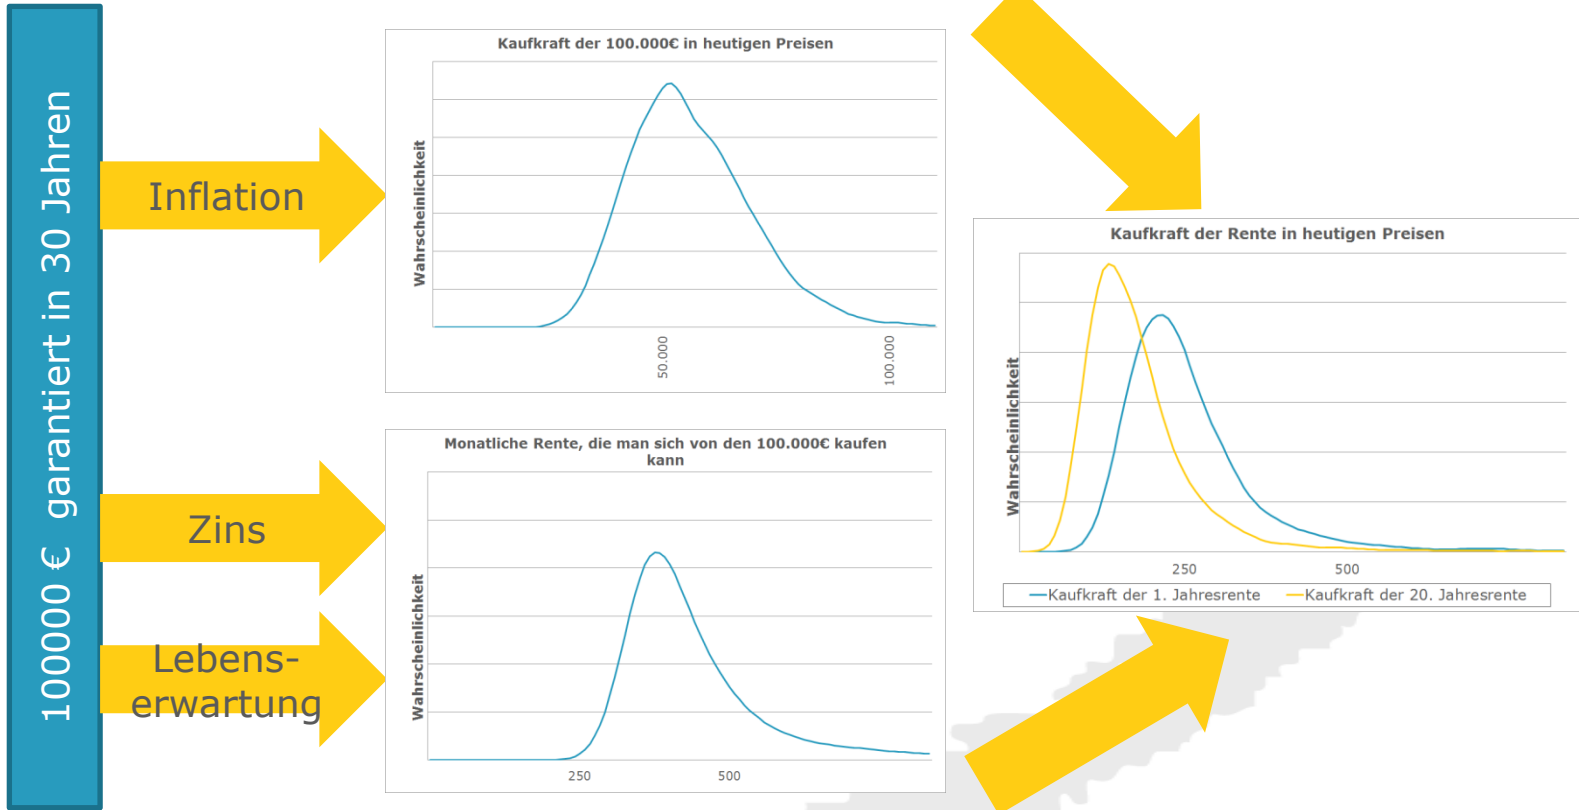 100000 € garantiert in 30 Jahren
Inflation
Zins
Lebens-
erwartung
Kaufkraft der 100.000€ in heutigen Preisen
Wahrscheinlichkeit
50.000
100.000
Monatliche Rente, die man sich von den 100.000€ kaufen
kann
Wahrscheinlichkeit
250
500
Kaufkraft der Rente in heutigen Preisen
Wahrscheinlichkeit
250
500
Kaufkraft der 1. Jahresrente
Kaufkraft der 20. Jahresrente